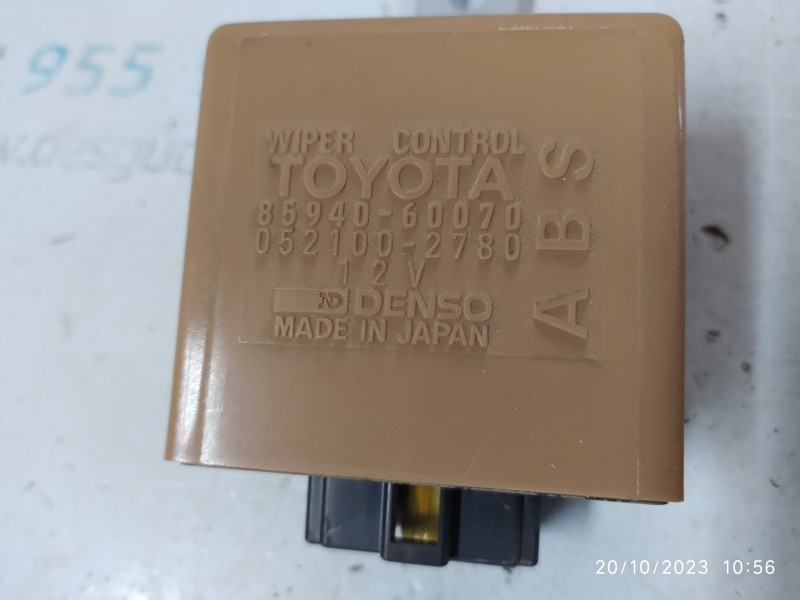 955
WIPER CONTROL
TOYOTA
85940-60070
052100-2780
12V
DENSO
MADE IN JAPAN
ABS
20/10/2023 10:56